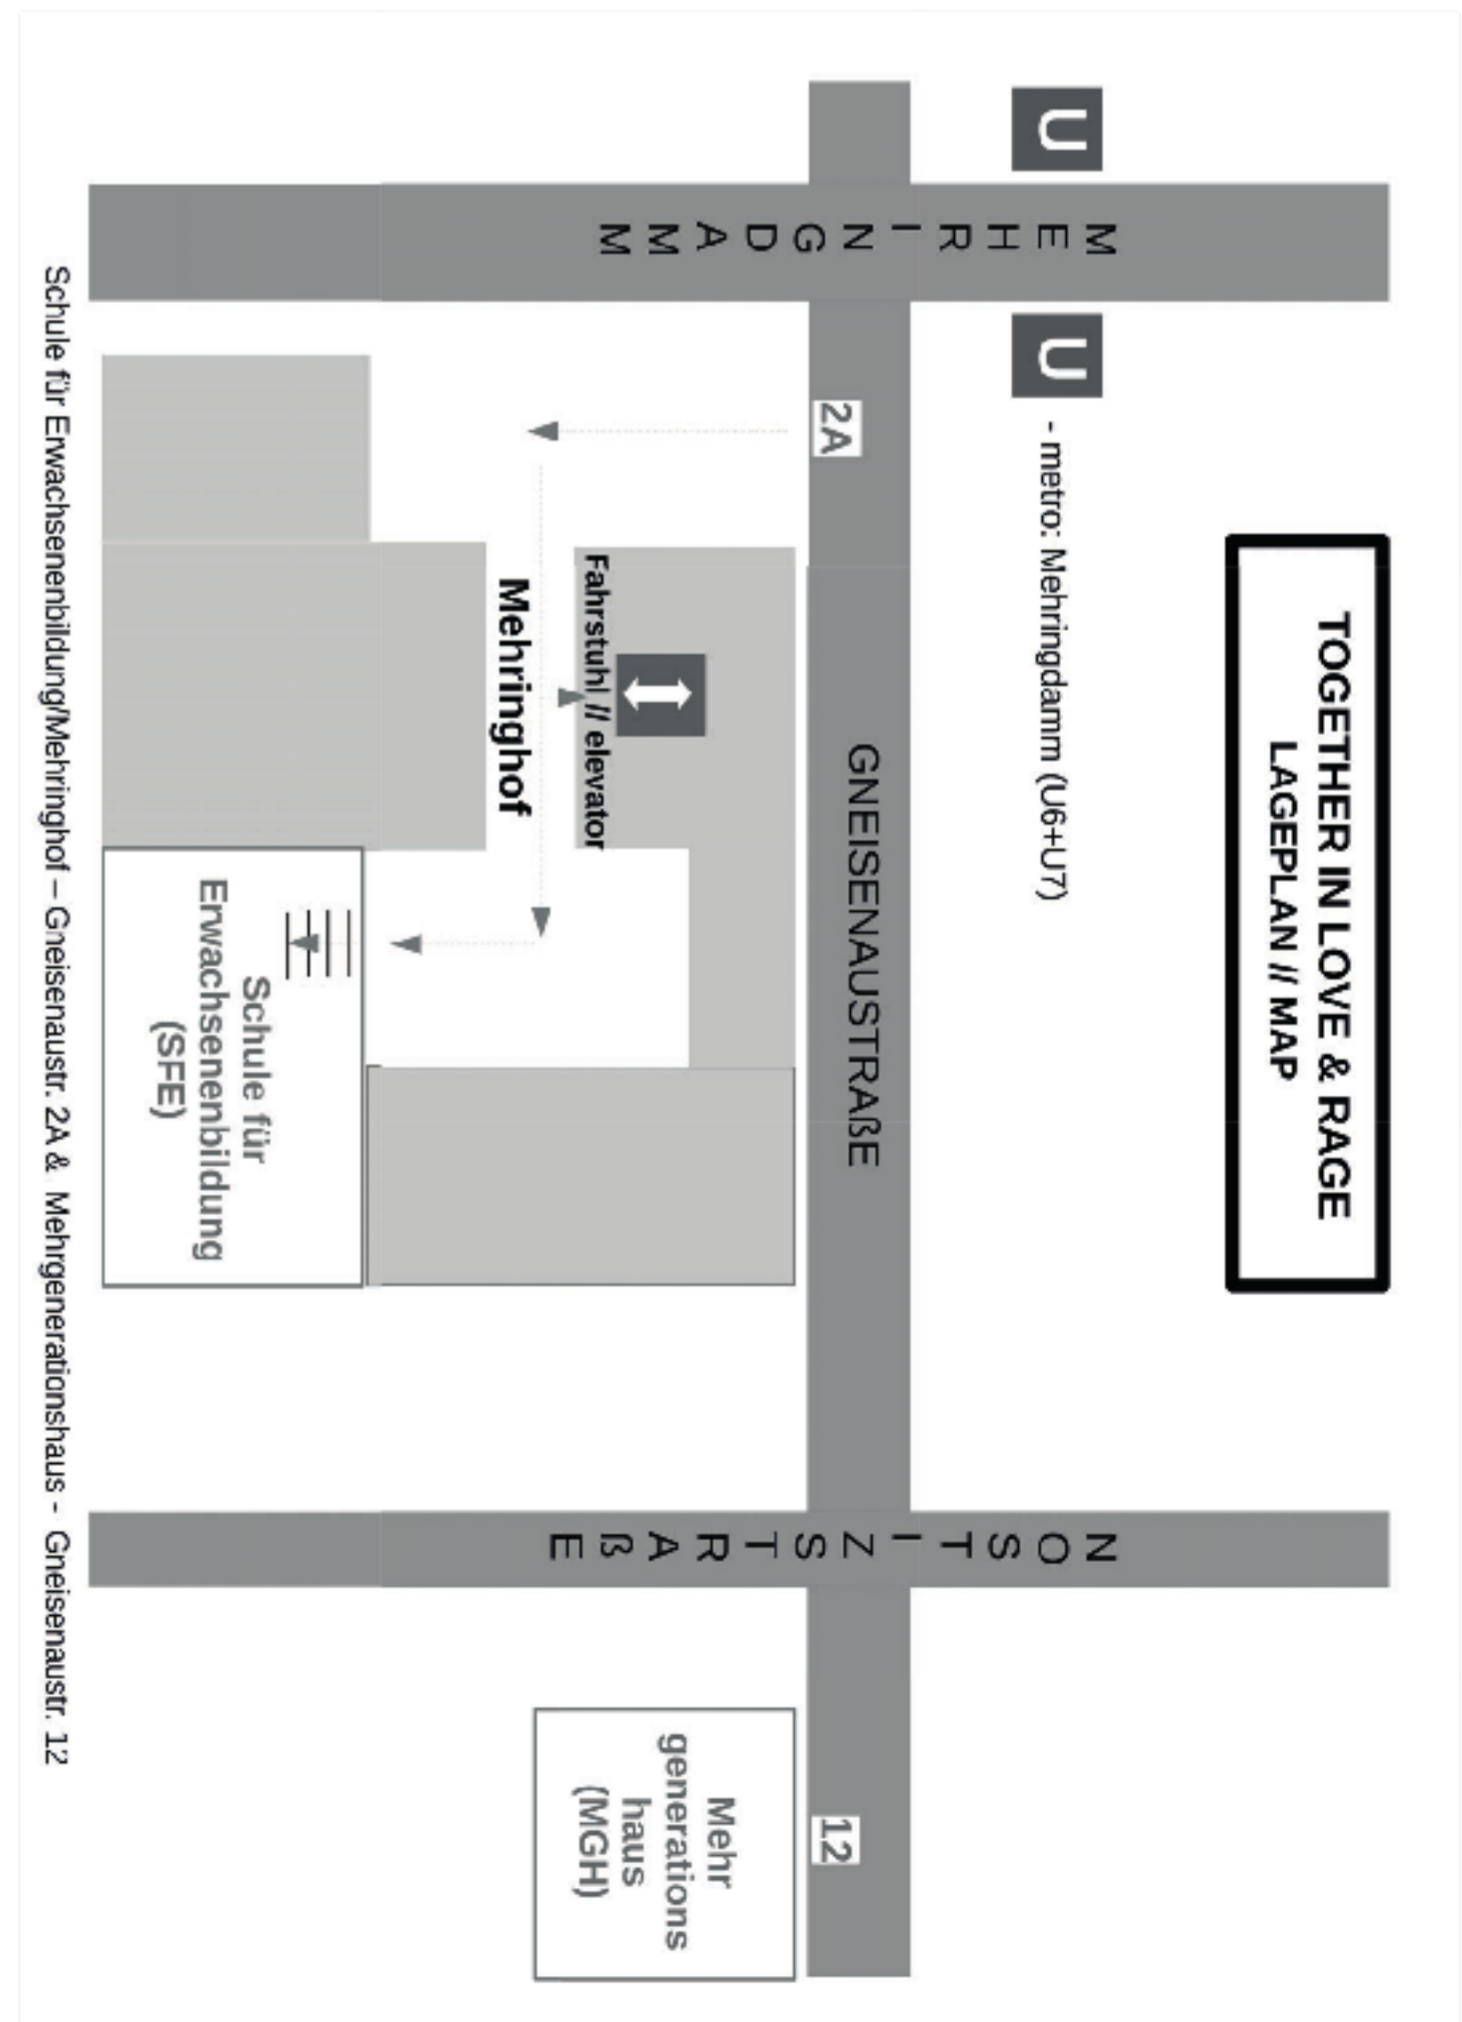 TOGETHER IN LOVE & RAGE
LAGEPLAN // MAP
U
U
- metro: Mehringdamm (U6+U7)
MEHRINGDAMM
NOSTIZSTRAßE
2A
GNEISENAUSTRAßE
12
Fahrstuhl // elevator
Mehringhof
Mehr
generations
haus
(MGH)
Schule für
Erwachsenenbildung
(SFE)
Schule für Erwachsenenbildung/Mehringhof – Gneisenaustr. 2A & Mehrgenerationshaus - Gneisenaustr. 12